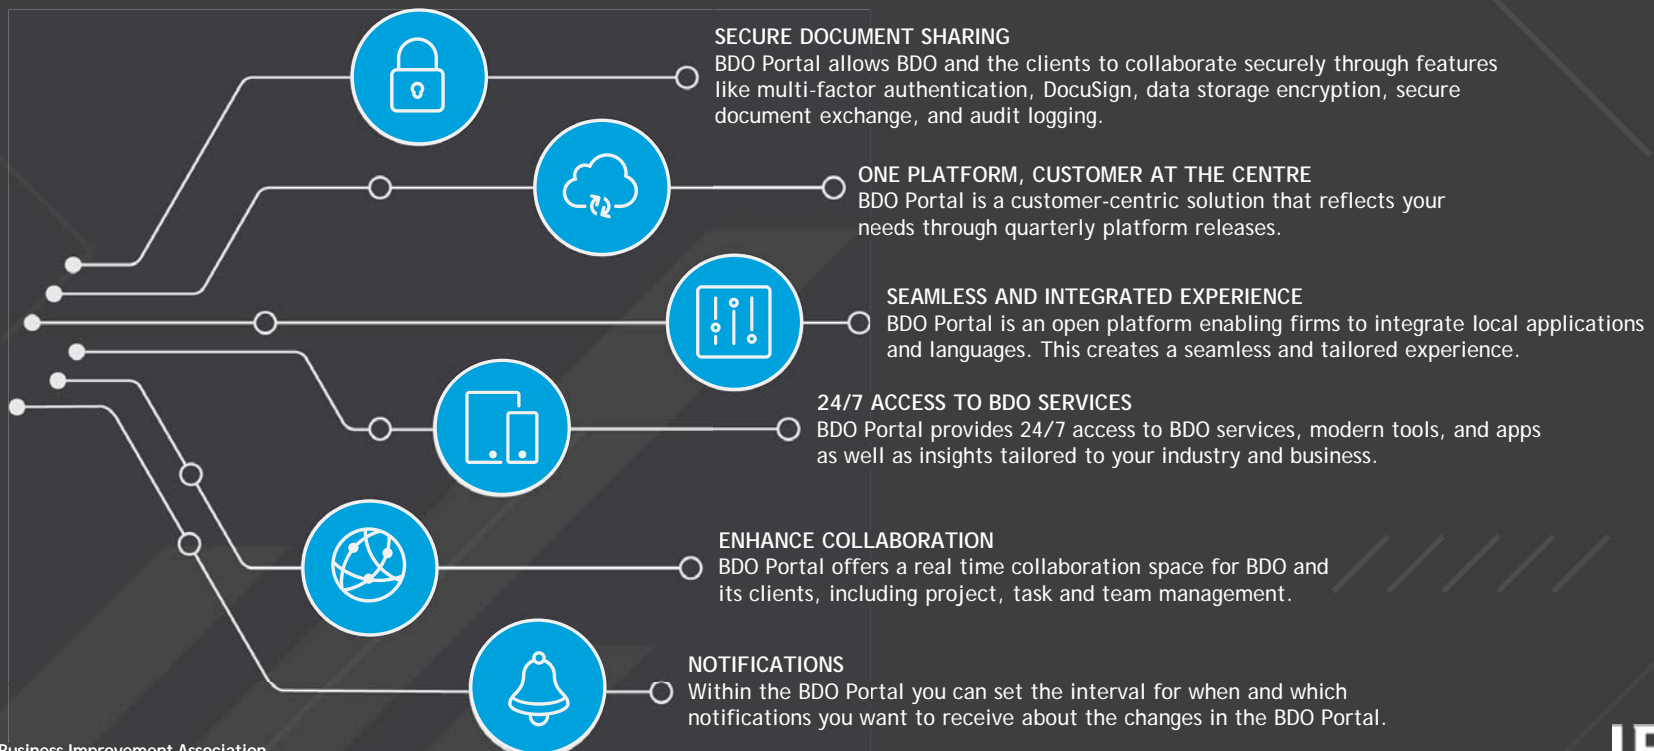 SECURE DOCUMENT SHARING
BDO Portal allows BDO and the clients to collaborate securely through features
like multi-factor authentication, DocuSign, data storage encryption, secure
document exchange, and audit logging.
ONE PLATFORM, CUSTOMER AT THE CENTRE
BDO Portal is a customer-centric solution that reflects your
needs through quarterly platform releases.
SEAMLESS AND INTEGRATED EXPERIENCE
BDO Portal is an open platform enabling firms to integrate local applications
and languages. This creates a seamless and tailored experience.
24/7 ACCESS TO BDO SERVICES
BDO Portal provides 24/7 access to BDO services, modern tools, and apps
as well as insights tailored to your industry and business.
ENHANCE COLLABORATION
BDO Portal offers a real time collaboration space for BDO and
its clients, including project, task and team management.
NOTIFICATIONS
Within the BDO Portal you can set the interval for when and which
notifications you want to receive about the changes in the BDO Portal.
Business Improvement Association